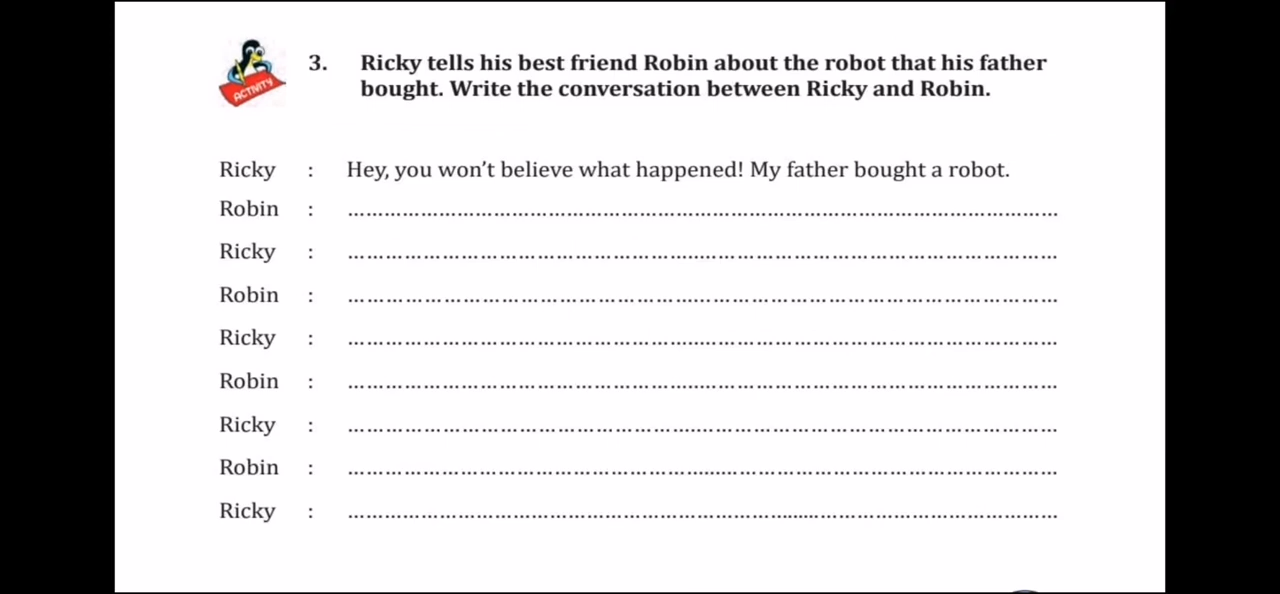 ACTIVITY
3. Ricky tells his best friend Robin about the robot that his father
bought. Write the conversation between Ricky and Robin.
Ricky : Hey, you won’t believe what happened! My father bought a robot.
Robin : ........................................................................................................................
Ricky : ........................................................................................................................
Robin : ........................................................................................................................
Ricky : ........................................................................................................................
Robin : ........................................................................................................................
Ricky : ........................................................................................................................
Robin : ........................................................................................................................
Ricky : ........................................................................................................................